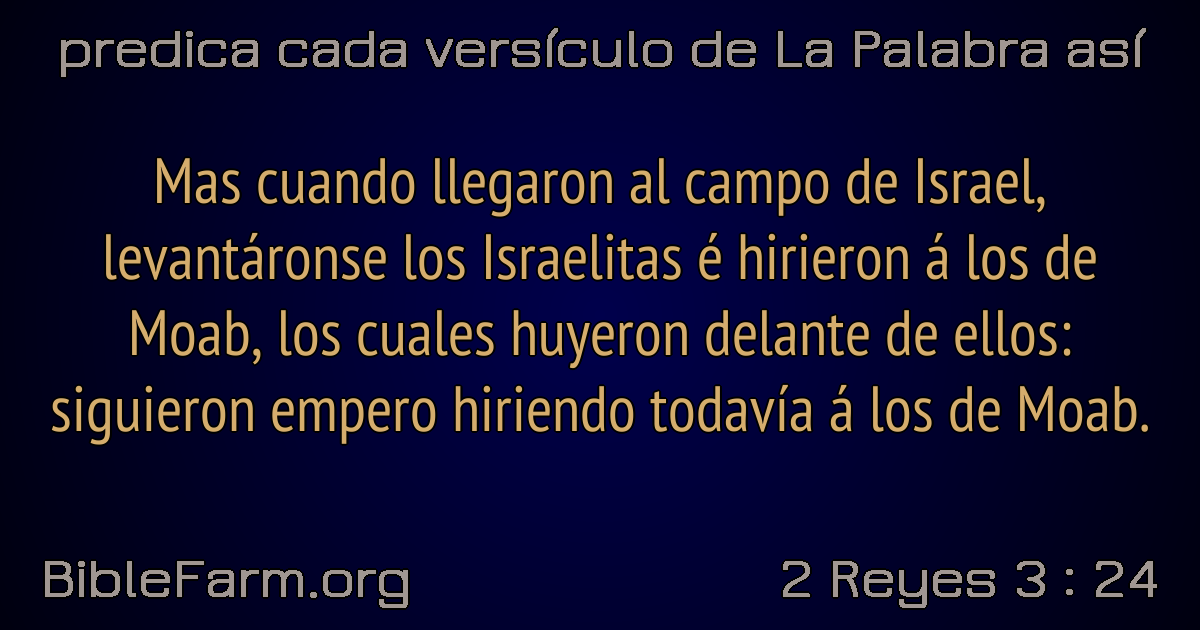 predica cada versículo de La Palabra así
Mas cuando llegaron al campo de Israel,
levantáronse los Israelitas é hirieron á los de
Moab, los cuales huyeron delante de ellos:
siguieron empero hiriendo todavía á los de Moab.
BibleFarm.org
2 Reyes 3 : 24